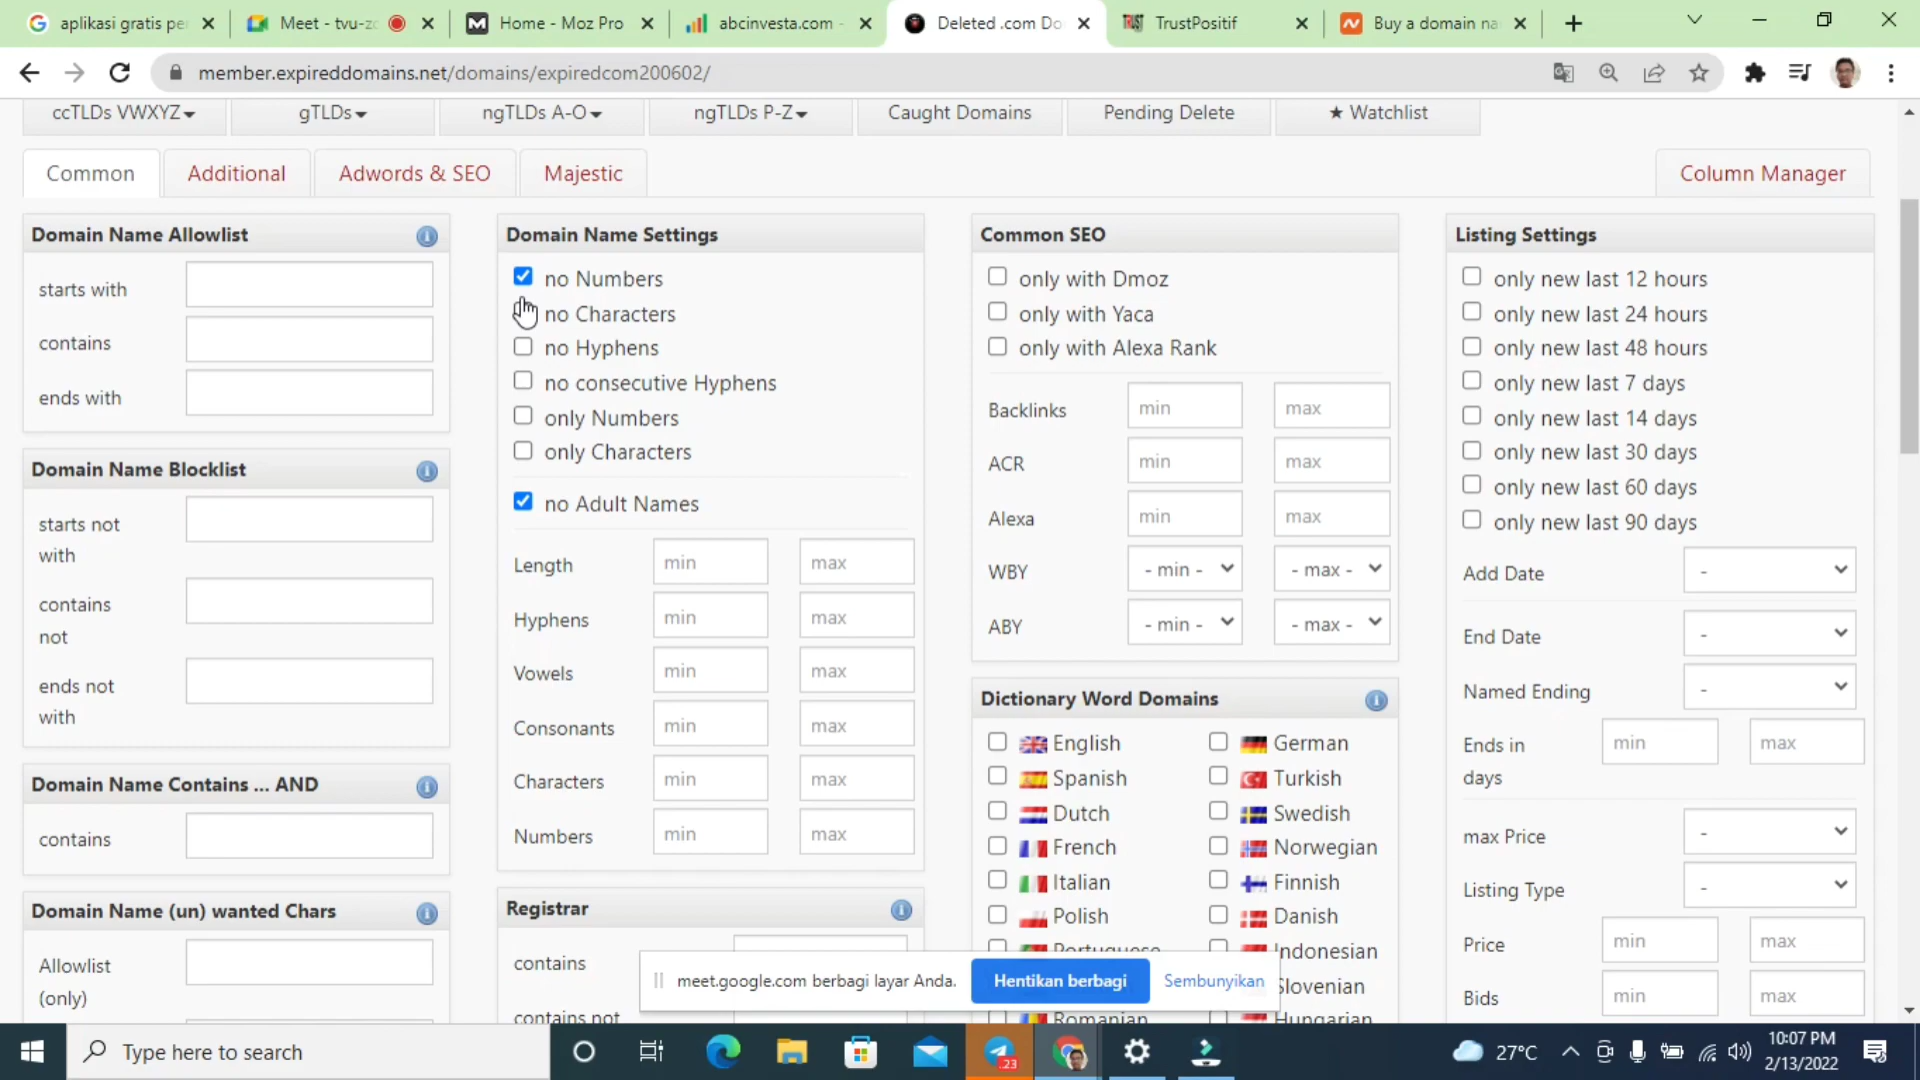 aplikasi gratis pe
Meet - tvu-z
Home - Moz Pro
abcinvesta.com -
Deleted .com Do
TrustPositif
Buy a domain na
member.expireddomains.net/domains/expiredcom200602/
ccTLDs VWXYZ
gTLDs
ngTLDs A-O
ngTLDs P-Z
Caught Domains
Pending Delete
★ Watchlist
Common
Additional
Adwords & SEO
Majestic
Column Manager
Domain Name Allowlist
starts with
contains
ends with
Domain Name Blocklist
starts not
with
contains
not
ends not
with
Domain Name Contains ... AND
contains
Domain Name (un) wanted Chars
Allowlist
(only)
Domain Name Settings
no Numbers
no Characters
no Hyphens
no consecutive Hyphens
only Numbers
only Characters
no Adult Names
Length min max
Hyphens min max
Vowels min max
Consonants min max
Characters min max
Numbers min max
Registrar
contains
contains not
Common SEO
only with Dmoz
only with Yaca
only with Alexa Rank
Backlinks min max
ACR min max
Alexa min max
WBY - min - - max -
ABY - min - - max -
Dictionary Word Domains
English German
Spanish Turkish
Dutch Swedish
French Norwegian
Italian Finnish
Polish Danish
Portuguese Indonesian
Slovenian
Romanian Hungarian
Listing Settings
only new last 12 hours
only new last 24 hours
only new last 48 hours
only new last 7 days
only new last 14 days
only new last 30 days
only new last 60 days
only new last 90 days
Add Date -
End Date -
Named Ending -
Ends in
days
min max
max Price -
Listing Type -
Price min max
Bids min max
meet.google.com berbagi layar Anda.
Hentikan berbagi
Sembunyikan
Type here to search
23
27°C
10:07 PM
2/13/2022